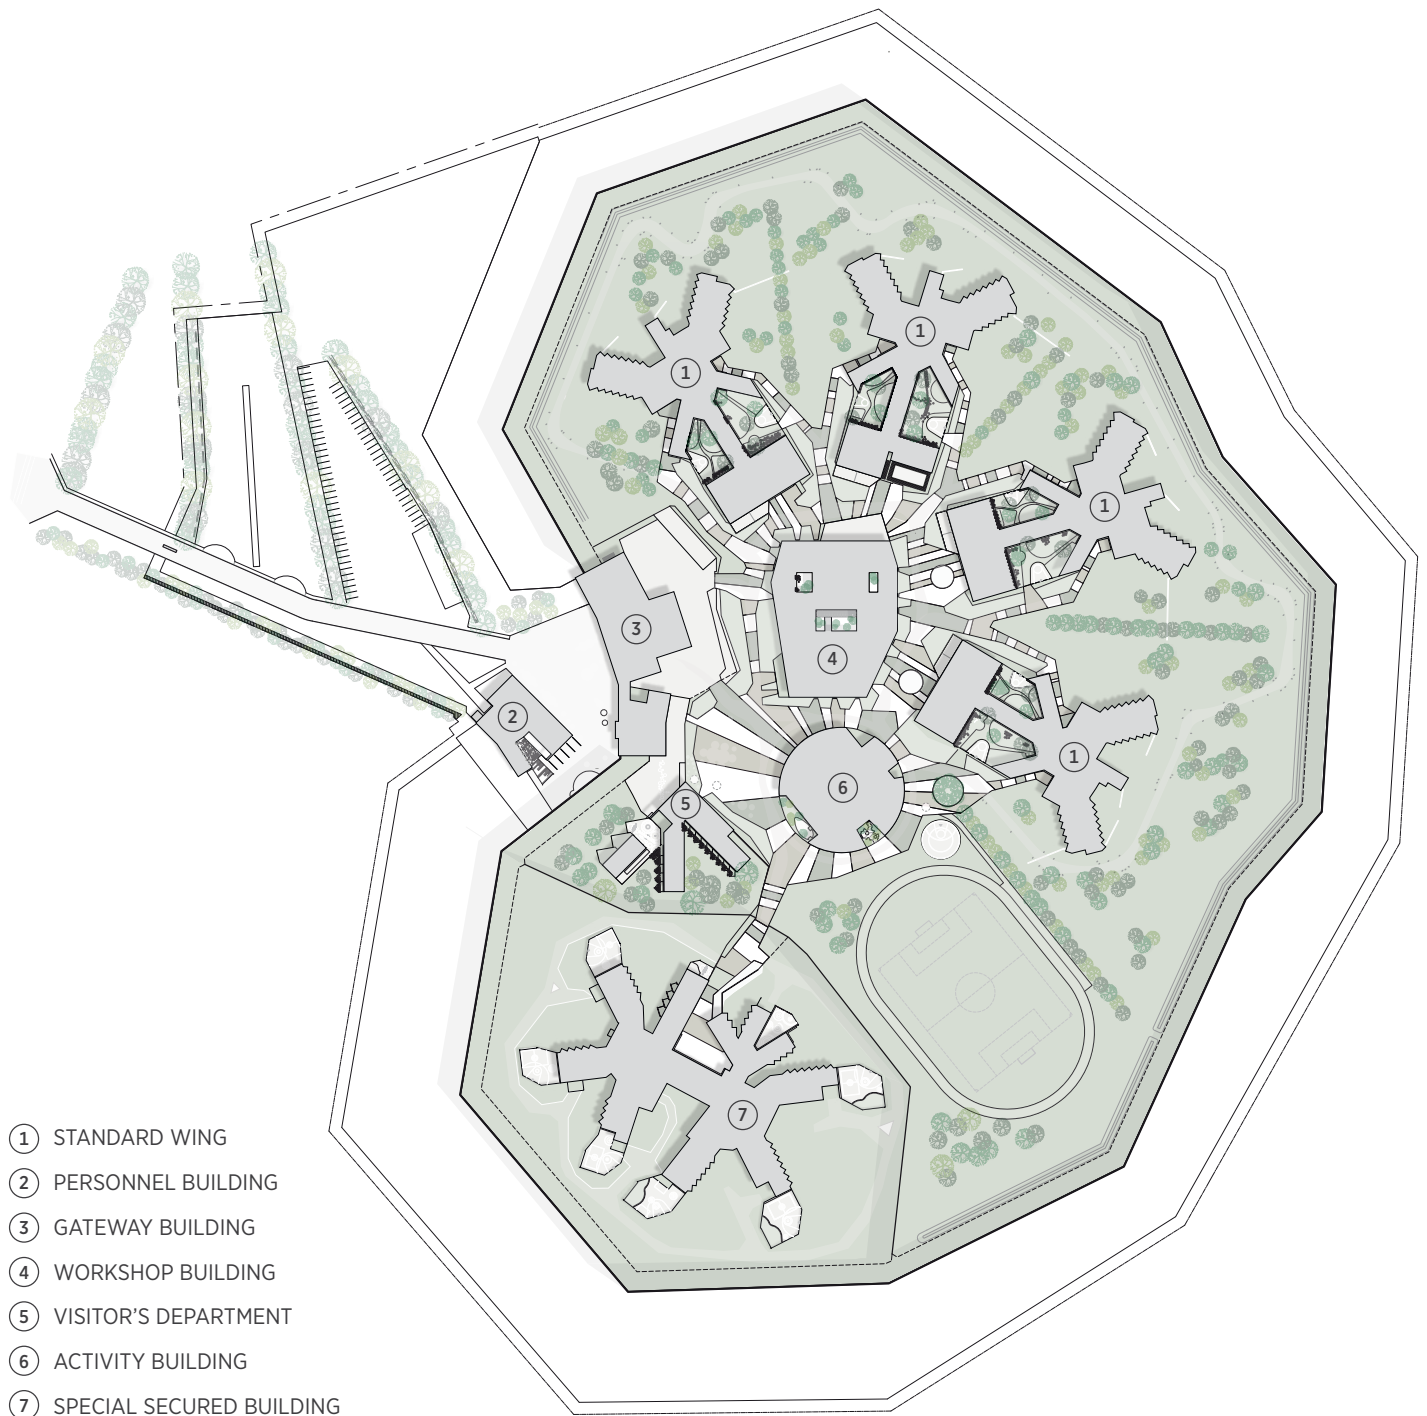 1
1
1
1
3
4
2
1
6
5
7
1 STANDARD WING
2 PERSONNEL BUILDING
3 GATEWAY BUILDING
4 WORKSHOP BUILDING
5 VISITOR’S DEPARTMENT
6 ACTIVITY BUILDING
7 SPECIAL SECURED BUILDING